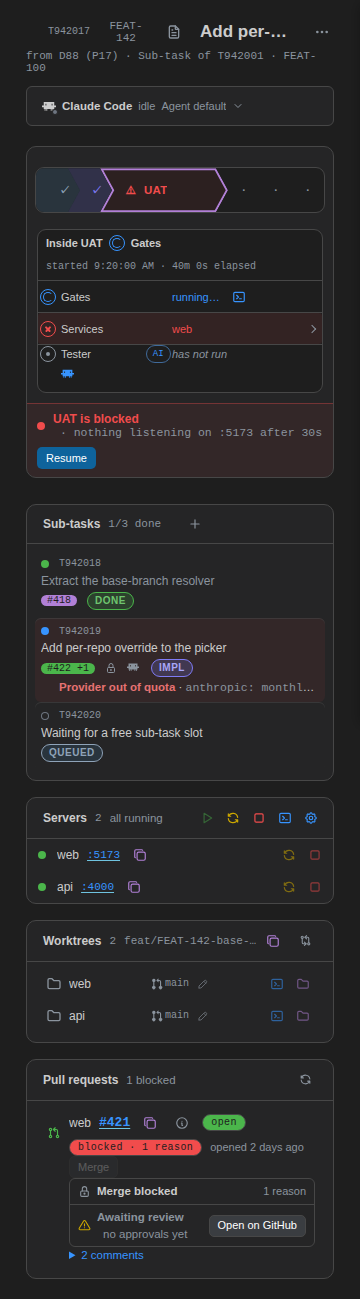 T942017 FEAT-142 Add per-…
from D88 (P17) · Sub-task of T942001 · FEAT-100
Claude Code idle Agent default
UAT
Inside UAT Gates
started 9:20:00 AM · 40m 0s elapsed
Gates running…
Services web
Tester AI has not run
UAT is blocked
· nothing listening on :5173 after 30s
Resume
Sub-tasks 1/3 done
T942018
Extract the base-branch resolver
#418 DONE
T942019
Add per-repo override to the picker
#422 +1 IMPL
Provider out of quota · anthropic: monthl…
T942020
Waiting for a free sub-task slot
QUEUED
Servers 2 all running
web :5173
api :4000
Worktrees 2 feat/FEAT-142-base-…
web main
api main
Pull requests 1 blocked
web #421 open
blocked · 1 reason opened 2 days ago
Merge
Merge blocked 1 reason
Awaiting review
no approvals yet
Open on GitHub
2 comments